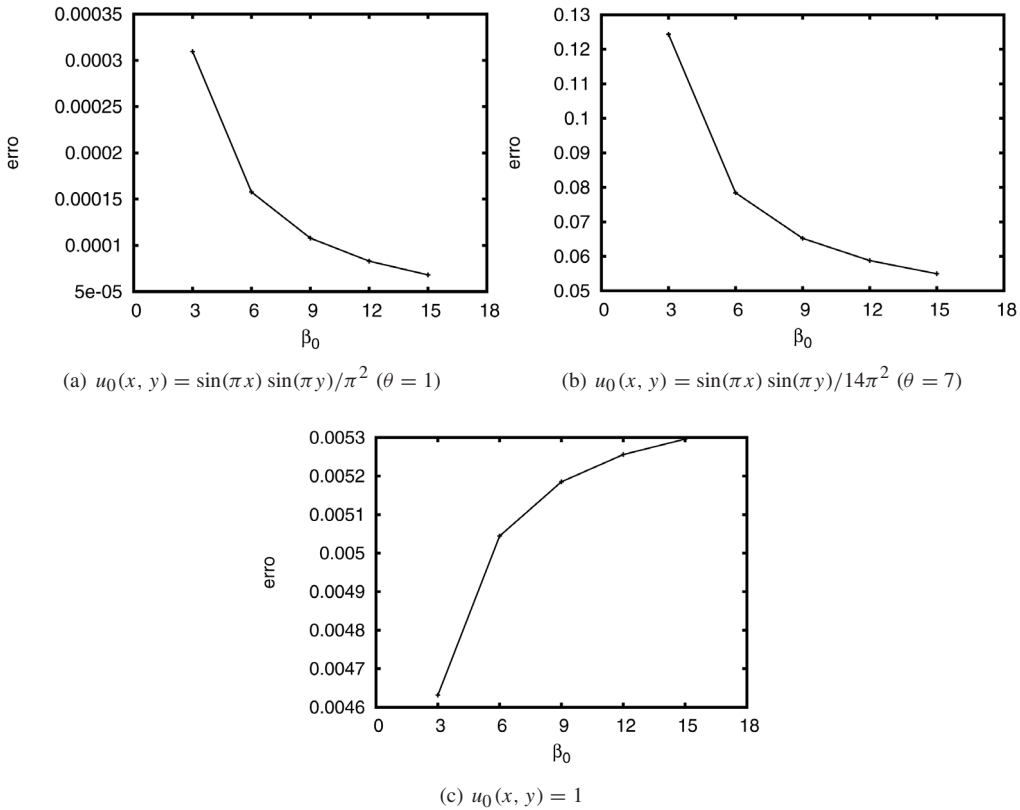 0.00035
0.0003
0.00025
0.0002
0.00015
0.0001
5e-05
erro
0 3 6 9 12 15 18
β₀
(a) u₀(x, y) = sin(πx) sin(πy)/π² (θ = 1)
0.13
0.12
0.11
0.1
0.09
0.08
0.07
0.06
0.05
erro
0 3 6 9 12 15 18
β₀
(b) u₀(x, y) = sin(πx) sin(πy)/14π² (θ = 7)
0.0053
0.0052
0.0051
0.005
0.0049
0.0048
0.0047
0.0046
erro
0 3 6 9 12 15 18
β₀
(c) u₀(x, y) = 1